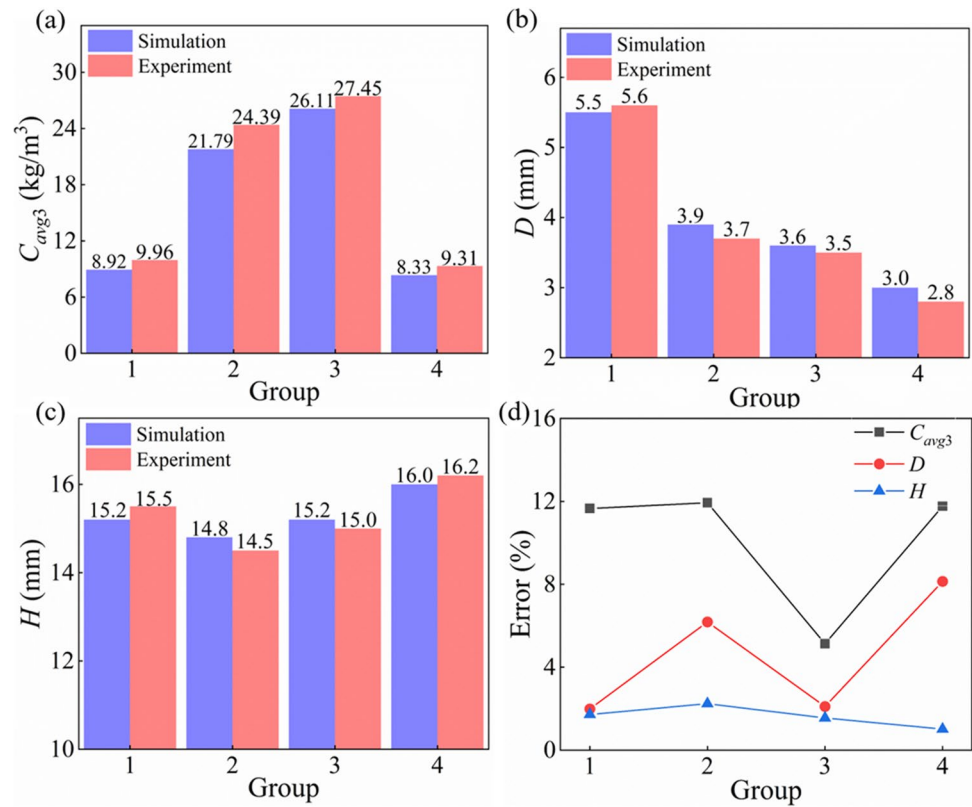 (a)
Simulation
Experiment
C_avg3 (kg/m³)
30
24
18
12
6
0
8.92
9.96
21.79
24.39
26.11
27.45
8.33
9.31
1 2 3 4
Group
(b)
Simulation
Experiment
D (mm)
6
5
4
3
2
5.5
5.6
3.9
3.7
3.6
3.5
3.0
2.8
1 2 3 4
Group
(c)
Simulation
Experiment
H (mm)
16
14
12
10
15.2
15.5
14.8
14.5
15.2
15.0
16.0
16.2
1 2 3 4
Group
(d)
C_avg3
D
H
Error (%)
16
12
8
4
0
1 2 3 4
Group